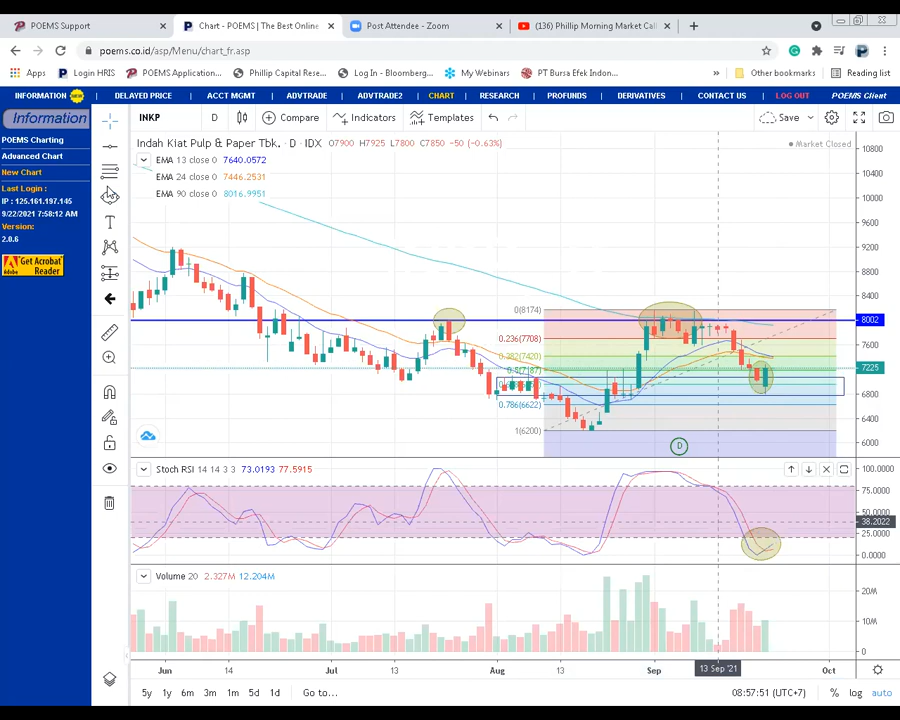 POEMS Support
Chart - POEMS | The Best Online
Post Attendee - Zoom
(136) Phillip Morning Market Cal
poems.co.id/asp/Menu/chart_fr.asp
Apps
Login HRIS
POEMS Application...
Phillip Capital Rese...
Log In - Bloomberg...
My Webinars
PT Bursa Efek Indon...
»
Other bookmarks
Reading list
INFORMATION
DELAYED PRICE
ACCT MGMT
ADVTRADE
ADVTRADE2
CHART
RESEARCH
PROFUNDS
DERIVATIVES
CONTACT US
LOG OUT
POEMS Client
Information
POEMS Charting
Advanced Chart
New Chart
Last Login :
IP : 125.161.197.145
9/22/2021 7:58:12 AM
Version:
2.0.6
Get Acrobat
Reader
Adobe
INKP
D
Compare
Indicators
Templates
Save
Indah Kiat Pulp & Paper Tbk. · D · IDX O7900 H7925 L7800 C7850 -50 (-0.63%)
Market Closed
EMA 13 close 0 7640.0572
EMA 24 close 0 7446.2531
EMA 90 close 0 8016.9951
10800
10400
10000
9600
9200
8800
8400
8002
7600
7225
6800
6400
6000
0(8174)
0.236(7708)
0.382(7420)
0.5(7187)
0.786(6622)
1(6200)
D
Stoch RSI 14 14 3 3 73.0193 77.5915
100.0000
75.0000
50.0000
38.2022
25.0000
0.0000
Volume 20 2.327M 12.204M
20M
10M
0
Jun
14
Jul
13
Aug
13
Sep
13 Sep '21
Oct
5y 1y 6m 3m 1m 5d 1d Go to...
08:57:51 (UTC+7)
% log auto